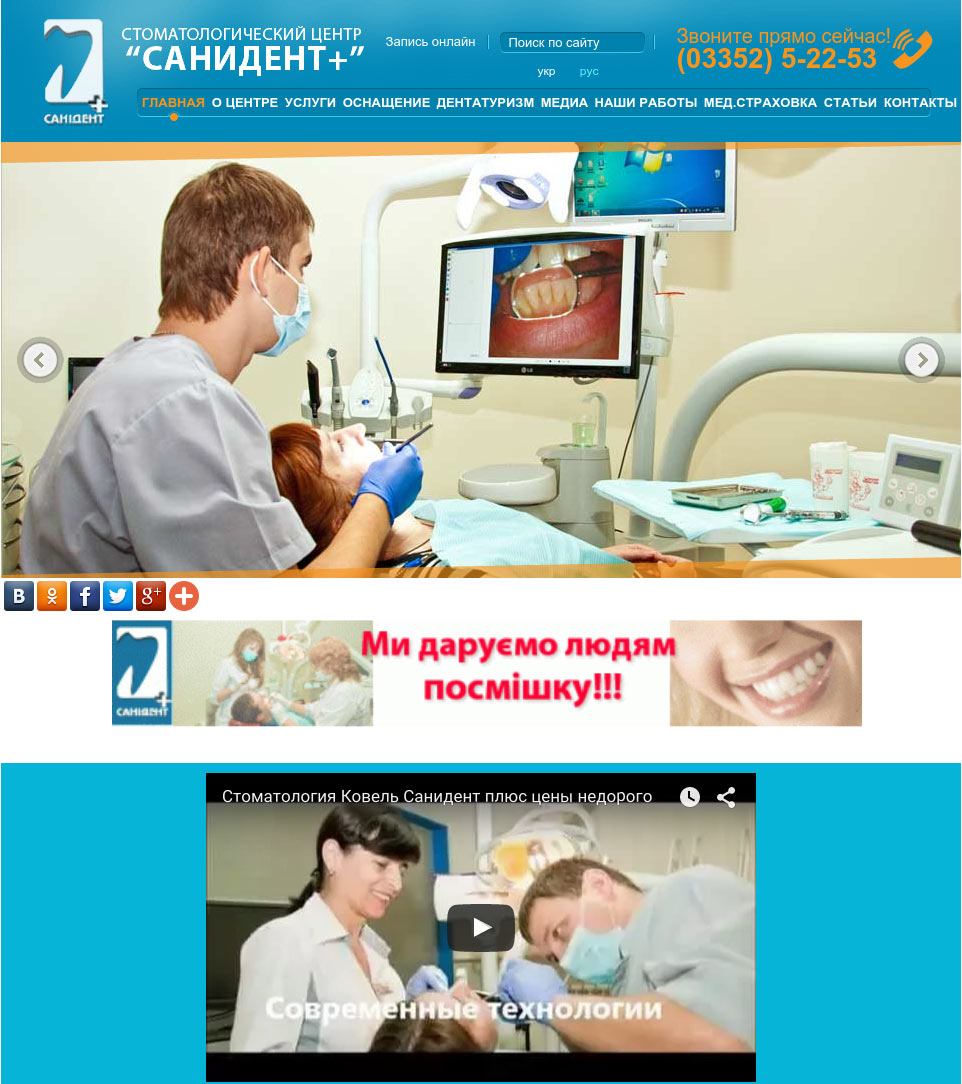 СТОМАТОЛОГИЧЕСКИЙ ЦЕНТР
“САНИДЕНТ+”
САНІДЕНТ
Запись онлайн
Поиск по сайту
укр рус
Звоните прямо сейчас!
(03352) 5-22-53
ГЛАВНАЯ О ЦЕНТРЕ УСЛУГИ ОСНАЩЕНИЕ ДЕНТАТУРИЗМ МЕДИА НАШИ РАБОТЫ МЕД.СТРАХОВКА СТАТЬИ КОНТАКТЫ
LG
САНІДЕНТ
Ми даруємо людям
посмішку!!!
Стоматология Ковель Санидент плюс цены недорого
Современные технологии